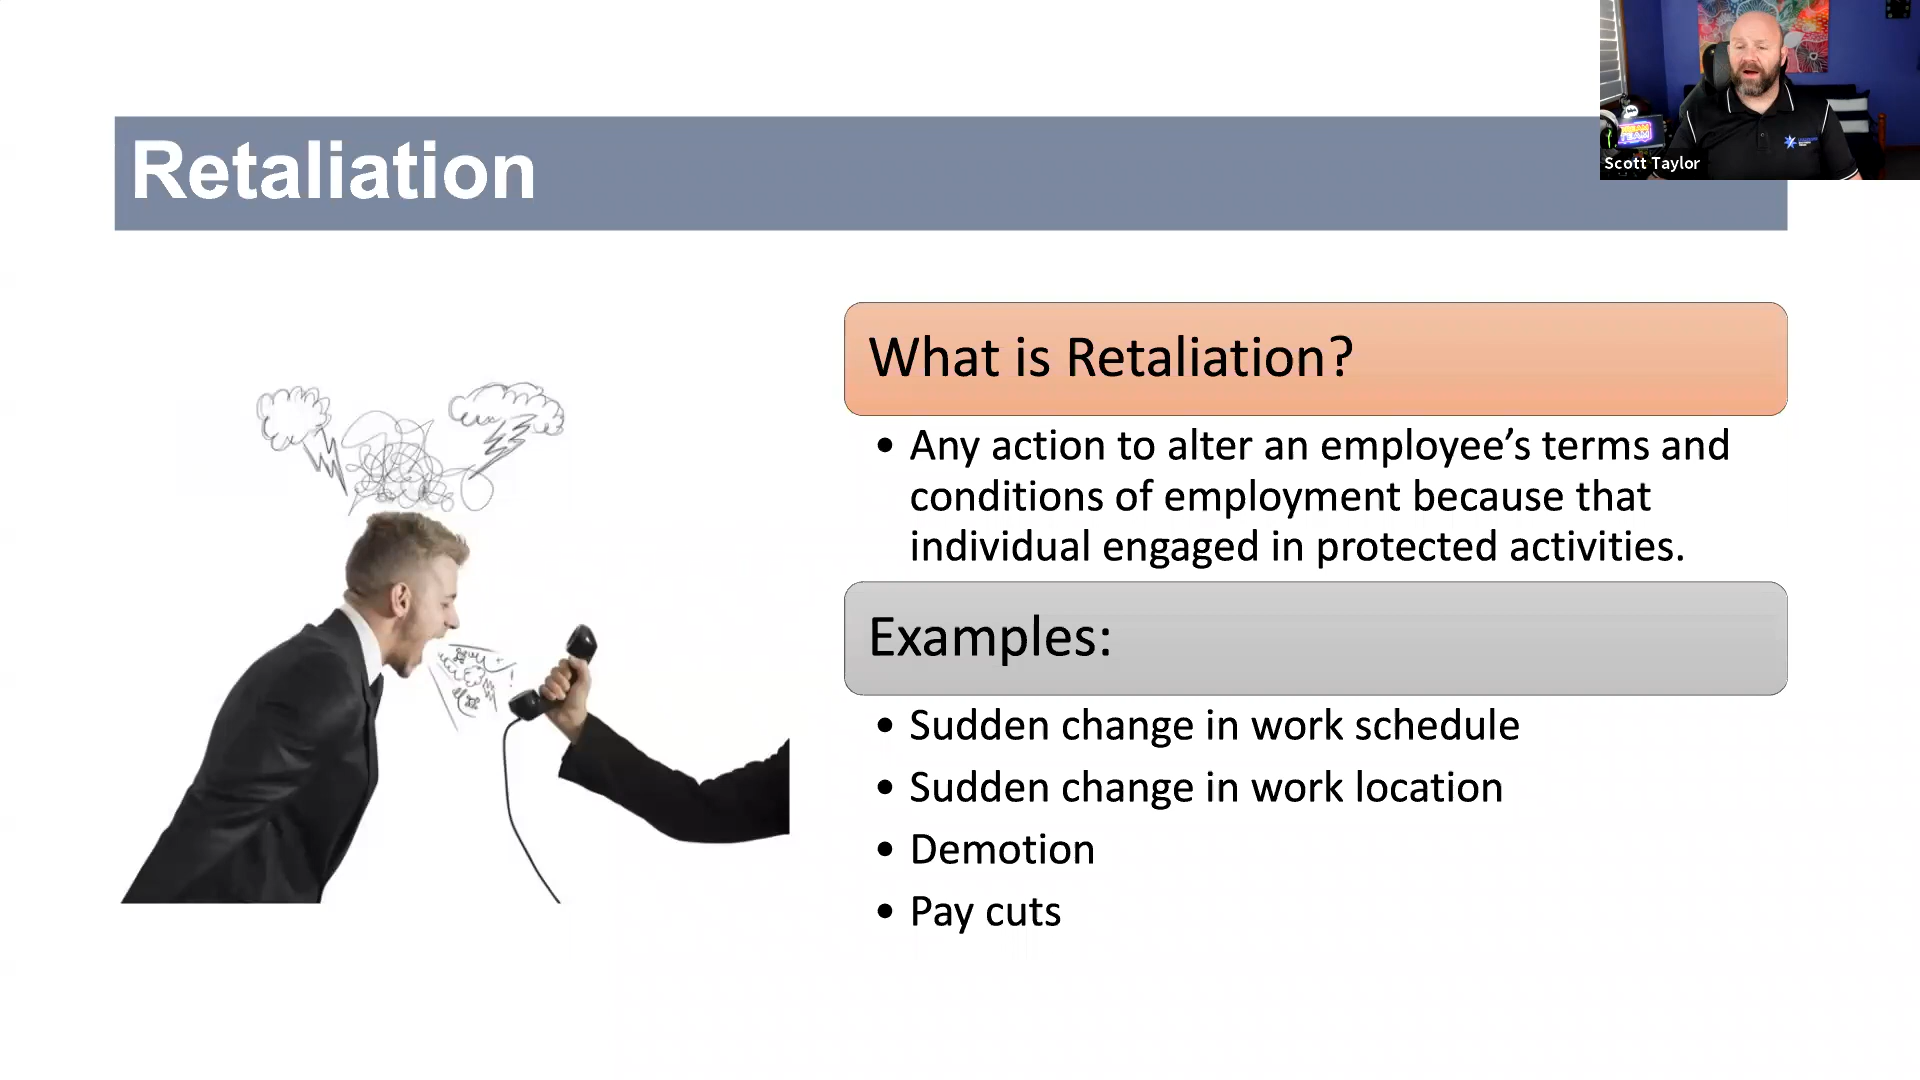 Retaliation
Scott Taylor
What is Retaliation?
• Any action to alter an employee’s terms and
conditions of employment because that
individual engaged in protected activities.
Examples:
• Sudden change in work schedule
• Sudden change in work location
• Demotion
• Pay cuts